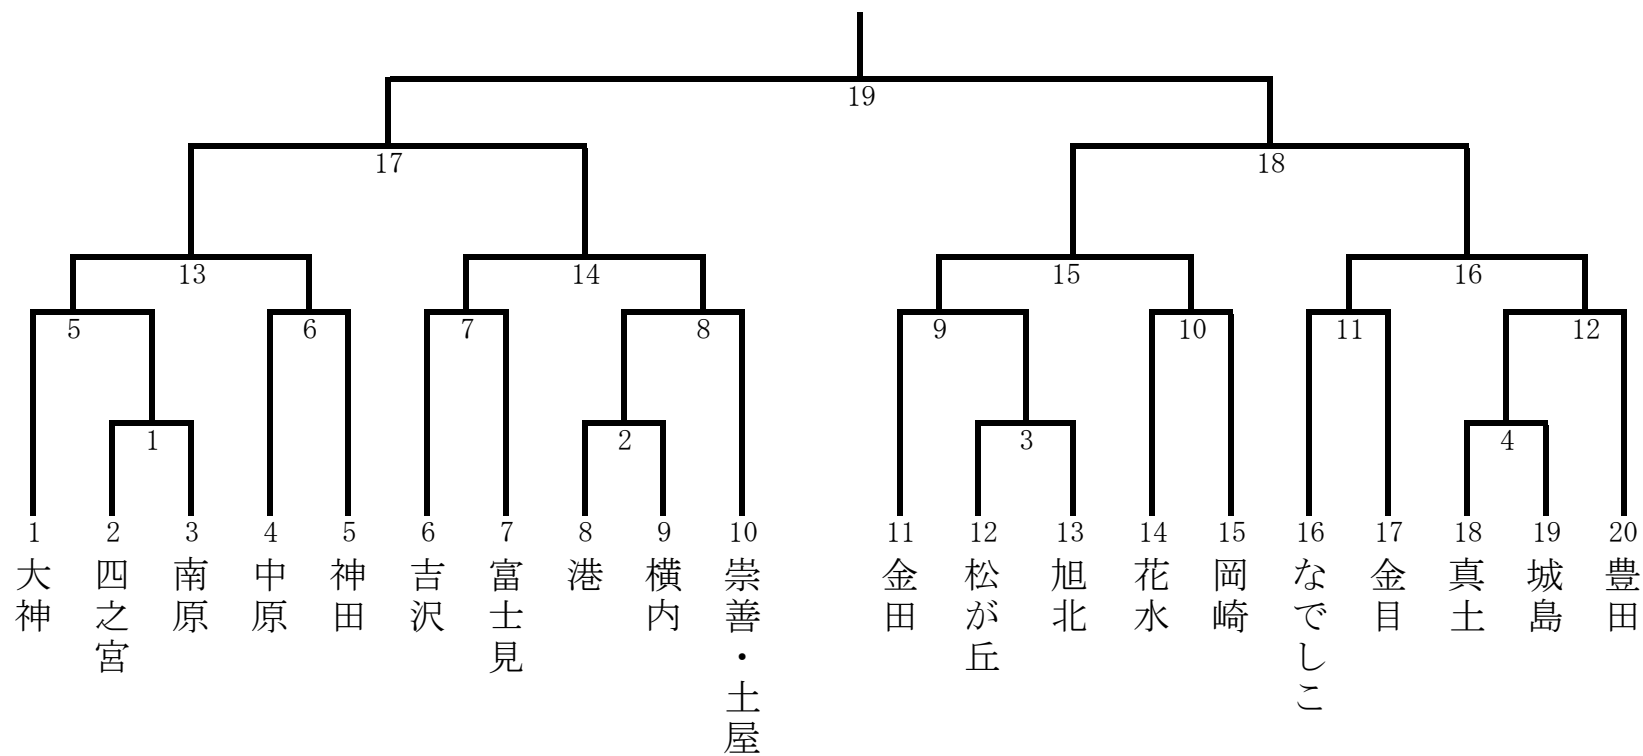 19
17
18
13
14
15
16
5
6
7
8
9
10
11
12
1
2
3
4
1
2
3
4
5
6
7
8
9
10
11
12
13
14
15
16
17
18
19
20
大神
四之宮
南原
中原
神田
吉沢
富士見
港
横内
崇善・土屋
金田
松が丘
旭北
花水
岡崎
なでしこ
金目
真土
城島
豊田